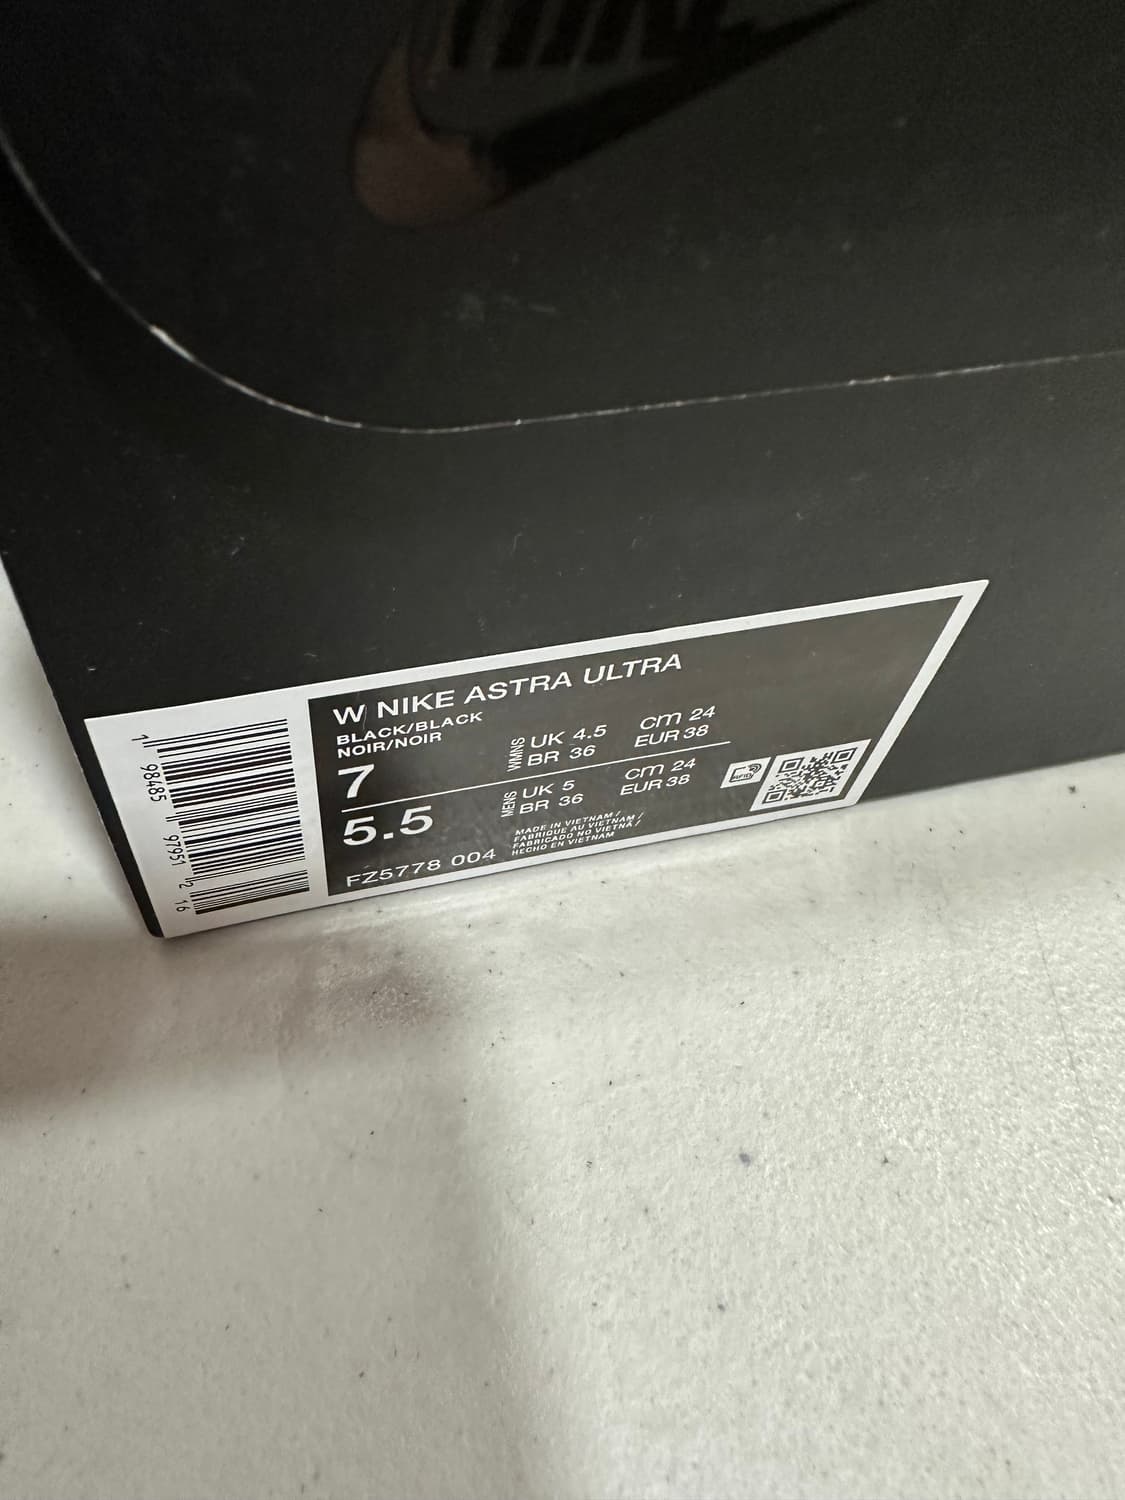 W NIKE ASTRA ULTRA
BLACK/BLACK
NOIR/NOIR
7
WMNS
UK 4.5
cm 24
BR 36
EUR 38
5.5
MENS
UK 5
cm 24
BR 36
EUR 38
FZ5778 004
MADE IN VIETNAM /
FABRIQUE AU VIETNAM /
FABRICADO NO VIETNÃ /
HECHO EN VIETNAM
RFID
1 98485 97951 2 16